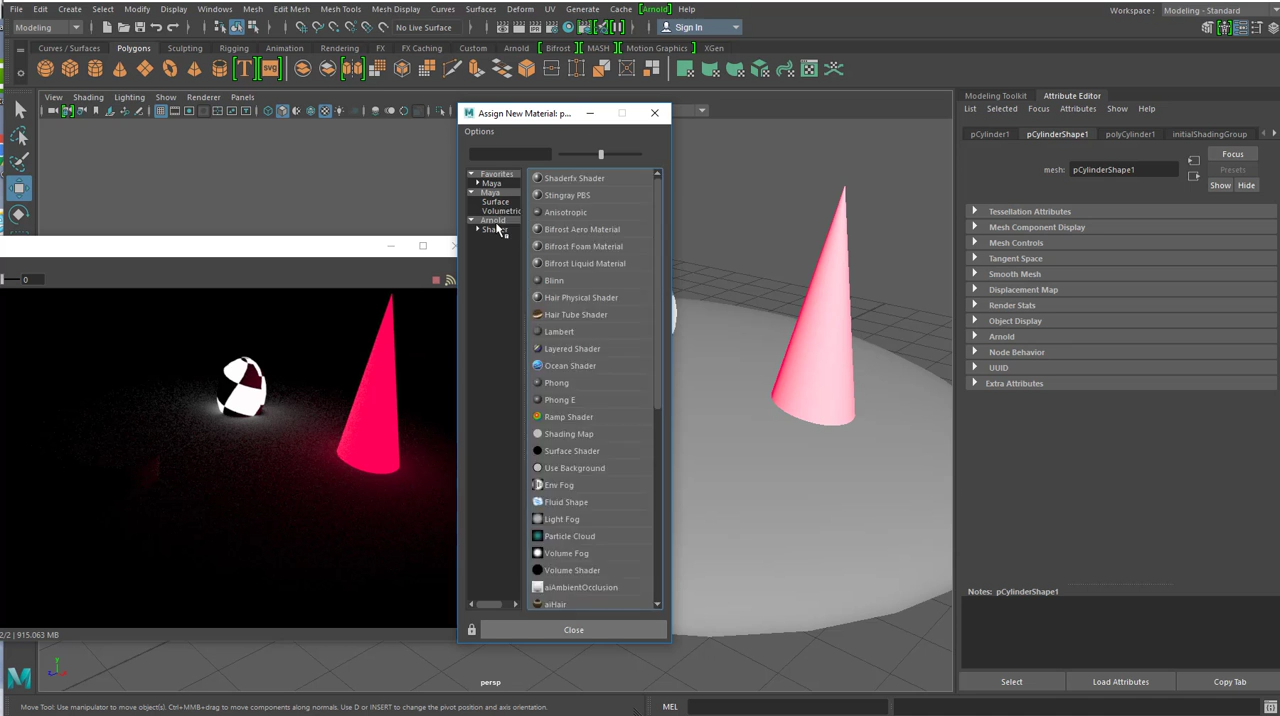 File Edit Create Select Modify Display Windows Mesh Edit Mesh Mesh Tools Mesh Display Curves Surfaces Deform UV Generate Cache [Arnold] Help
Workspace : Modeling - Standard
Modeling
No Live Surface
Sign In
Curves / Surfaces Polygons Sculpting Rigging Animation Rendering FX FX Caching Custom Arnold Bifrost MASH Motion Graphics XGen
T svg
View Shading Lighting Show Renderer Panels
Modeling Toolkit Attribute Editor
List Selected Focus Attributes Show Help
pCylinder1 pCylinderShape1 polyCylinder1 initialShadingGroup
mesh: pCylinderShape1
Focus
Presets
Show Hide
Tessellation Attributes
Mesh Component Display
Mesh Controls
Tangent Space
Smooth Mesh
Displacement Map
Render Stats
Object Display
Arnold
Node Behavior
UUID
Extra Attributes
Notes: pCylinderShape1
Select Load Attributes Copy Tab
Assign New Material: p...
Options
Favorites
Maya
Maya
Surface
Volumetric
Arnold
Shaderfx Shader
Stingray PBS
Anisotropic
Bifrost Aero Material
Bifrost Foam Material
Bifrost Liquid Material
Blinn
Hair Physical Shader
Hair Tube Shader
Lambert
Layered Shader
Ocean Shader
Phong
Phong E
Ramp Shader
Shading Map
Surface Shader
Use Background
Env Fog
Fluid Shape
Light Fog
Particle Cloud
Volume Fog
Volume Shader
aiAmbientOcclusion
aiHair
Close
0
2/2 | 915.063 MB
persp
M
Move Tool: Use manipulator to move object(s). Ctrl+MMB+drag to move components along normals. Use D or INSERT to change the pivot position and axis orientation.
MEL